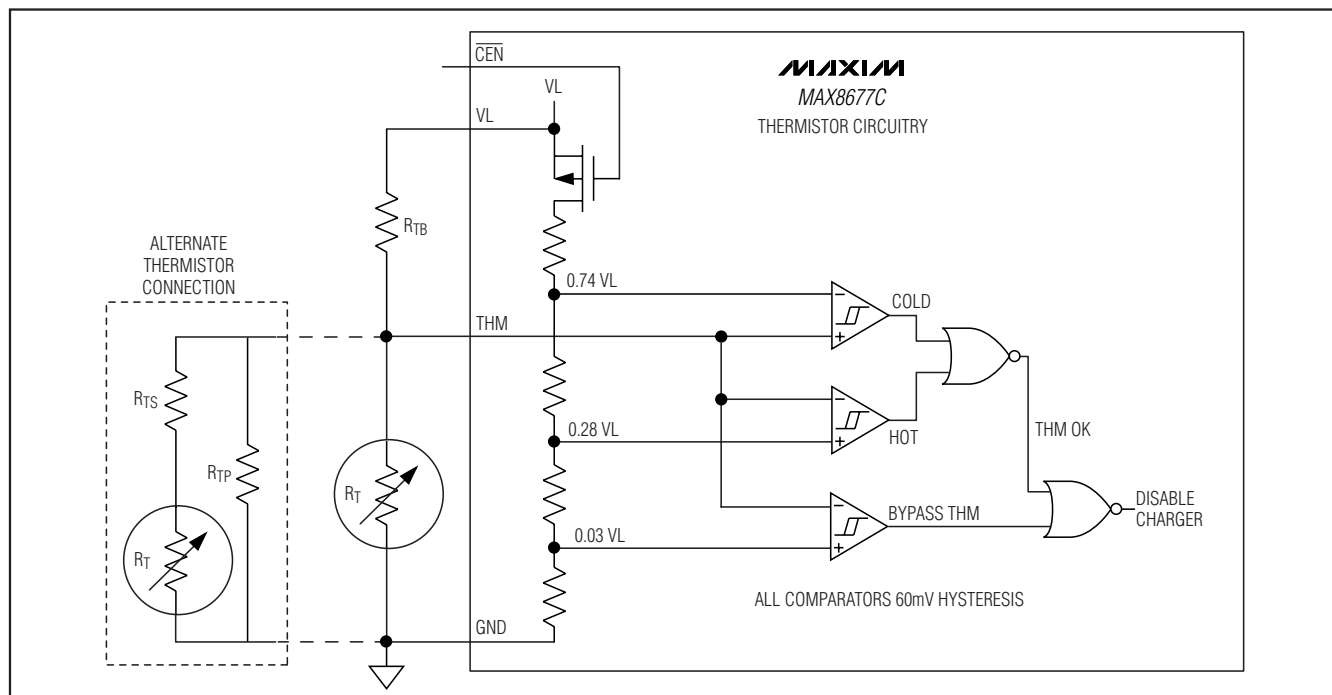 C̅E̅N̅
MAXIM
MAX8677C
THERMISTOR CIRCUITRY
VL
VL
RTB
ALTERNATE
THERMISTOR
CONNECTION
0.74 VL
−
+
COLD
THM
RTS
RTP
−
+
HOT
0.28 VL
THM OK
RT
RT
−
+
BYPASS THM
DISABLE
CHARGER
0.03 VL
ALL COMPARATORS 60mV HYSTERESIS
GND